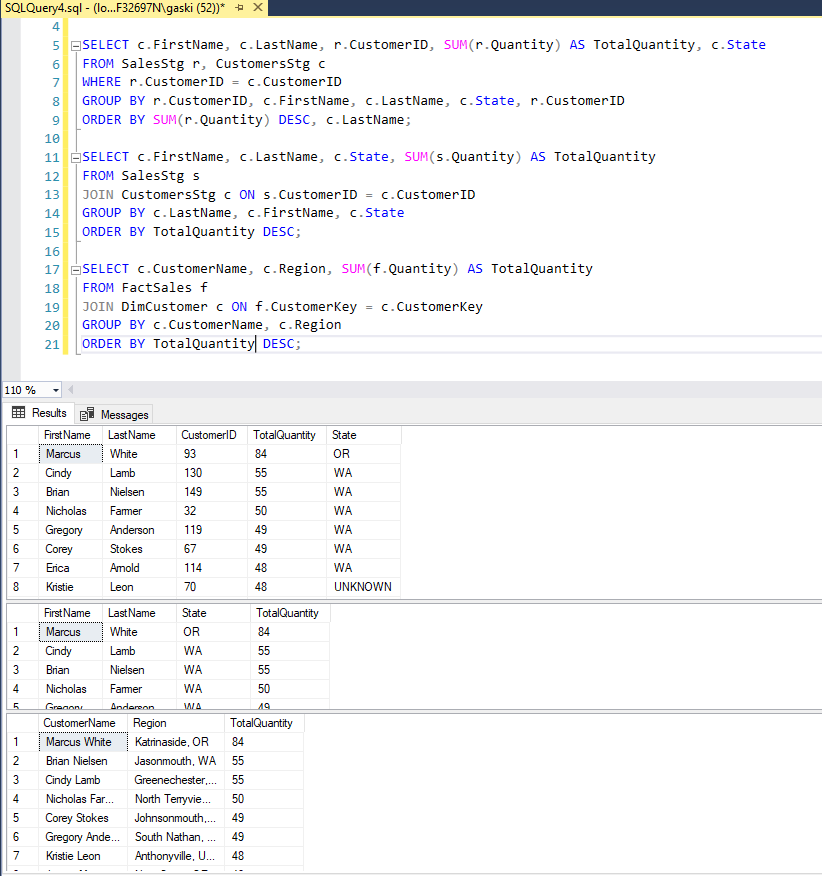 SQLQuery4.sql - (lo...F32697N\gaski (52))*
4
5 SELECT c.FirstName, c.LastName, r.CustomerID, SUM(r.Quantity) AS TotalQuantity, c.State
6 FROM SalesStg r, CustomersStg c
7 WHERE r.CustomerID = c.CustomerID
8 GROUP BY r.CustomerID, c.FirstName, c.LastName, c.State, r.CustomerID
9 ORDER BY SUM(r.Quantity) DESC, c.LastName;
10
11 SELECT c.FirstName, c.LastName, c.State, SUM(s.Quantity) AS TotalQuantity
12 FROM SalesStg s
13 JOIN CustomersStg c ON s.CustomerID = c.CustomerID
14 GROUP BY c.LastName, c.FirstName, c.State
15 ORDER BY TotalQuantity DESC;
16
17 SELECT c.CustomerName, c.Region, SUM(f.Quantity) AS TotalQuantity
18 FROM FactSales f
19 JOIN DimCustomer c ON f.CustomerKey = c.CustomerKey
20 GROUP BY c.CustomerName, c.Region
21 ORDER BY TotalQuantity DESC;
110 %
Results Messages
FirstName LastName CustomerID TotalQuantity State
1 Marcus White 93 84 OR
2 Cindy Lamb 130 55 WA
3 Brian Nielsen 149 55 WA
4 Nicholas Farmer 32 50 WA
5 Gregory Anderson 119 49 WA
6 Corey Stokes 67 49 WA
7 Erica Arnold 114 48 WA
8 Kristie Leon 70 48 UNKNOWN
FirstName LastName State TotalQuantity
1 Marcus White OR 84
2 Cindy Lamb WA 55
3 Brian Nielsen WA 55
4 Nicholas Farmer WA 50
5 Gregory Anderson WA 49
CustomerName Region TotalQuantity
1 Marcus White Katrinaside, OR 84
2 Brian Nielsen Jasonmouth, WA 55
3 Cindy Lamb Greenechester,... 55
4 Nicholas Far... North Terryvie... 50
5 Corey Stokes Johnsonmouth,... 49
6 Gregory Ande... South Nathan, ... 49
7 Kristie Leon Anthonyville, U... 48